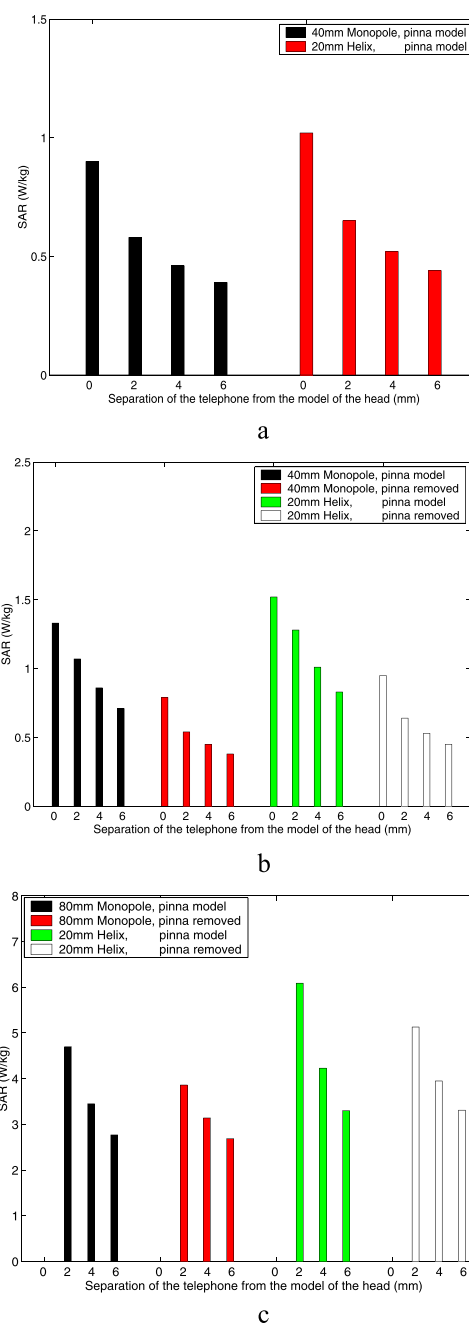 1.5
40mm Monopole, pinna model
20mm Helix, pinna model
1
SAR (W/kg)
0.5
0
0 2 4 6 0 2 4 6
Separation of the telephone from the model of the head (mm)
a
2.5
40mm Monopole, pinna model
40mm Monopole, pinna removed
20mm Helix, pinna model
20mm Helix, pinna removed
2
1.5
SAR (W/kg)
1
0.5
0
0 2 4 6 0 2 4 6 0 2 4 6 0 2 4 6
Separation of the telephone from the model of the head (mm)
b
8
80mm Monopole, pinna model
80mm Monopole, pinna removed
20mm Helix, pinna model
20mm Helix, pinna removed
7
6
5
SAR (W/kg)
4
3
2
1
0
0 2 4 6 0 2 4 6 0 2 4 6 0 2 4 6
Separation of the telephone from the model of the head (mm)
c